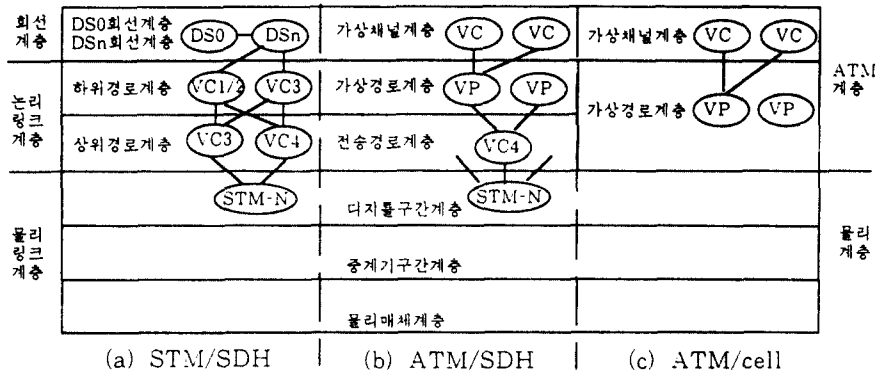 회선
계층
DS0회선계층
DSn회선계층
DS0
DSn
가상채널계층
VC
VC
가상채널계층
VC
VC
ATM
계층
논리
링크
계층
하위경로계층
VC1/2
VC3
가상경로계층
VP
VP
가상경로계층
VP
VP
상위경로계층
VC3
VC4
전송경로계층
VC4
STM-N
STM-N
디지틀구간계층
물리
링크
계층
중계기구간계층
물리매체계층
물리
계층
(a) STM/SDH
(b) ATM/SDH
(c) ATM/cell